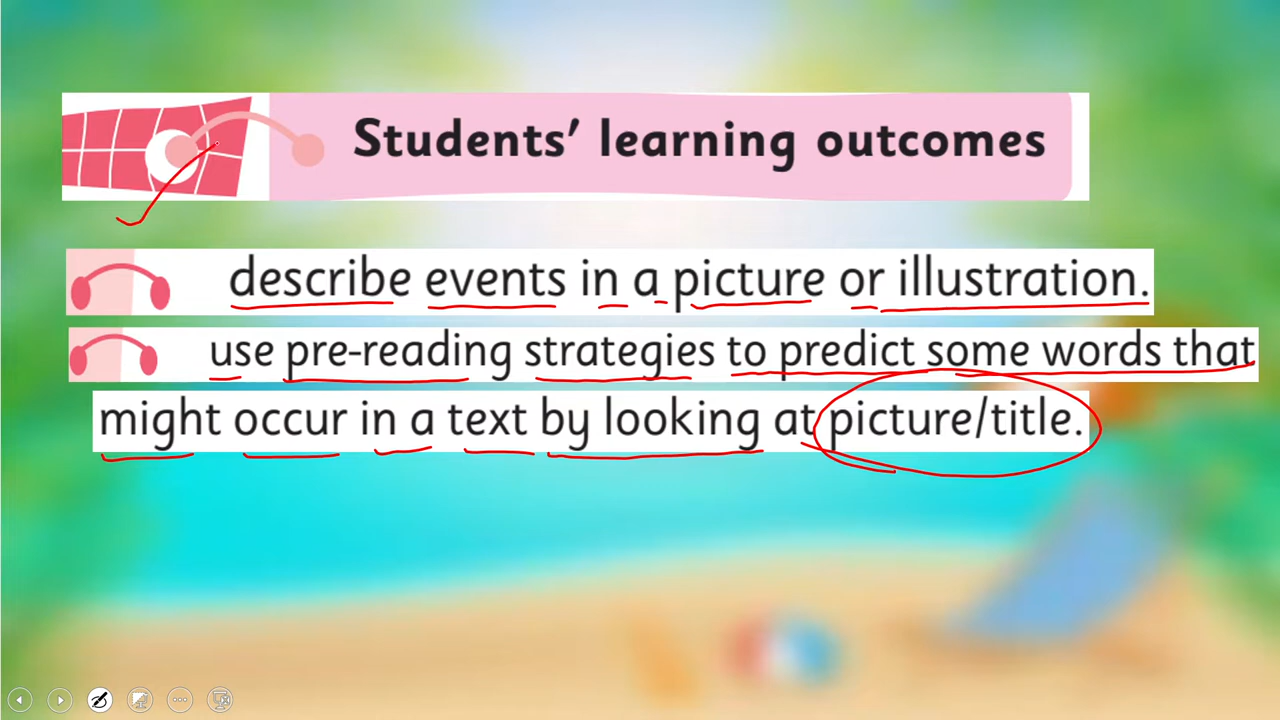 Students' learning outcomes
describe events in a picture or illustration.
use pre-reading strategies to predict some words that
might occur in a text by looking at picture/title.